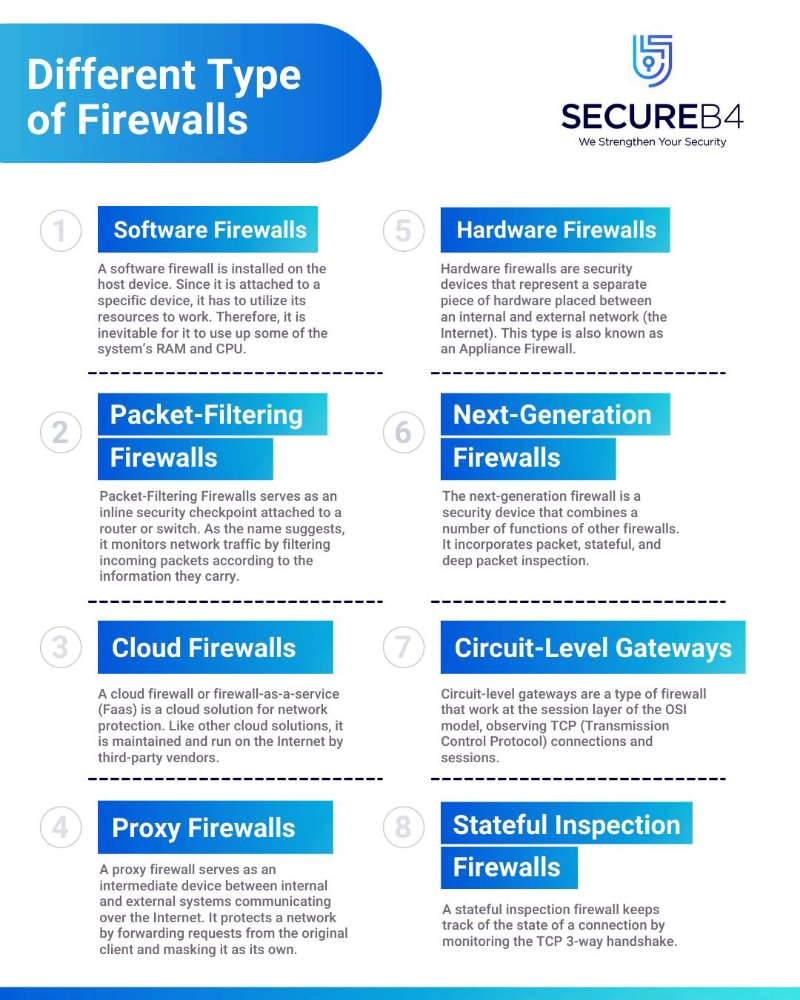 Different Type
of Firewalls
SECUREB4
We Strengthen Your Security
1
Software Firewalls
A software firewall is installed on the
host device. Since it is attached to a
specific device, it has to utilize its
resources to work. Therefore, it is
inevitable for it to use up some of the
system's RAM and CPU.
2
Packet-Filtering
Firewalls
Packet-Filtering Firewalls serves as an
inline security checkpoint attached to a
router or switch. As the name suggests,
it monitors network traffic by filtering
incoming packets according to the
information they carry.
3
Cloud Firewalls
A cloud firewall or firewall-as-a-service
(Faas) is a cloud solution for network
protection. Like other cloud solutions, it
is maintained and run on the Internet by
third-party vendors.
4
Proxy Firewalls
A proxy firewall serves as an
intermediate device between internal
and external systems communicating
over the Internet. It protects a network
by forwarding requests from the original
client and masking it as its own.
5
Hardware Firewalls
Hardware firewalls are security
devices that represent a separate
piece of hardware placed between
an internal and external network (the
Internet). This type is also known as
an Appliance Firewall.
6
Next-Generation
Firewalls
The next-generation firewall is a
security device that combines a
number of functions of other firewalls.
It incorporates packet, stateful, and
deep packet inspection.
7
Circuit-Level Gateways
Circuit-level gateways are a type of firewall
that work at the session layer of the OSI
model, observing TCP (Transmission
Control Protocol) connections and
sessions.
8
Stateful Inspection
Firewalls
A stateful inspection firewall keeps
track of the state of a connection by
monitoring the TCP 3-way handshake.